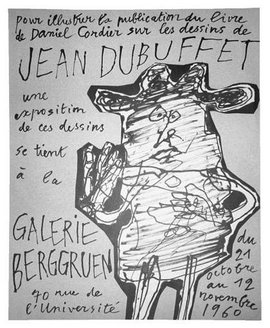 pour illustrer la publication du livre
de Daniel Cordier sur les dessins de
JEAN DUBUFFET
une
exposition
de ces dessins
se tient
à la
GALERIE
BERGGRUEN
70 rue de
l'Université
du
21
octobre
au 12
novembre
1960